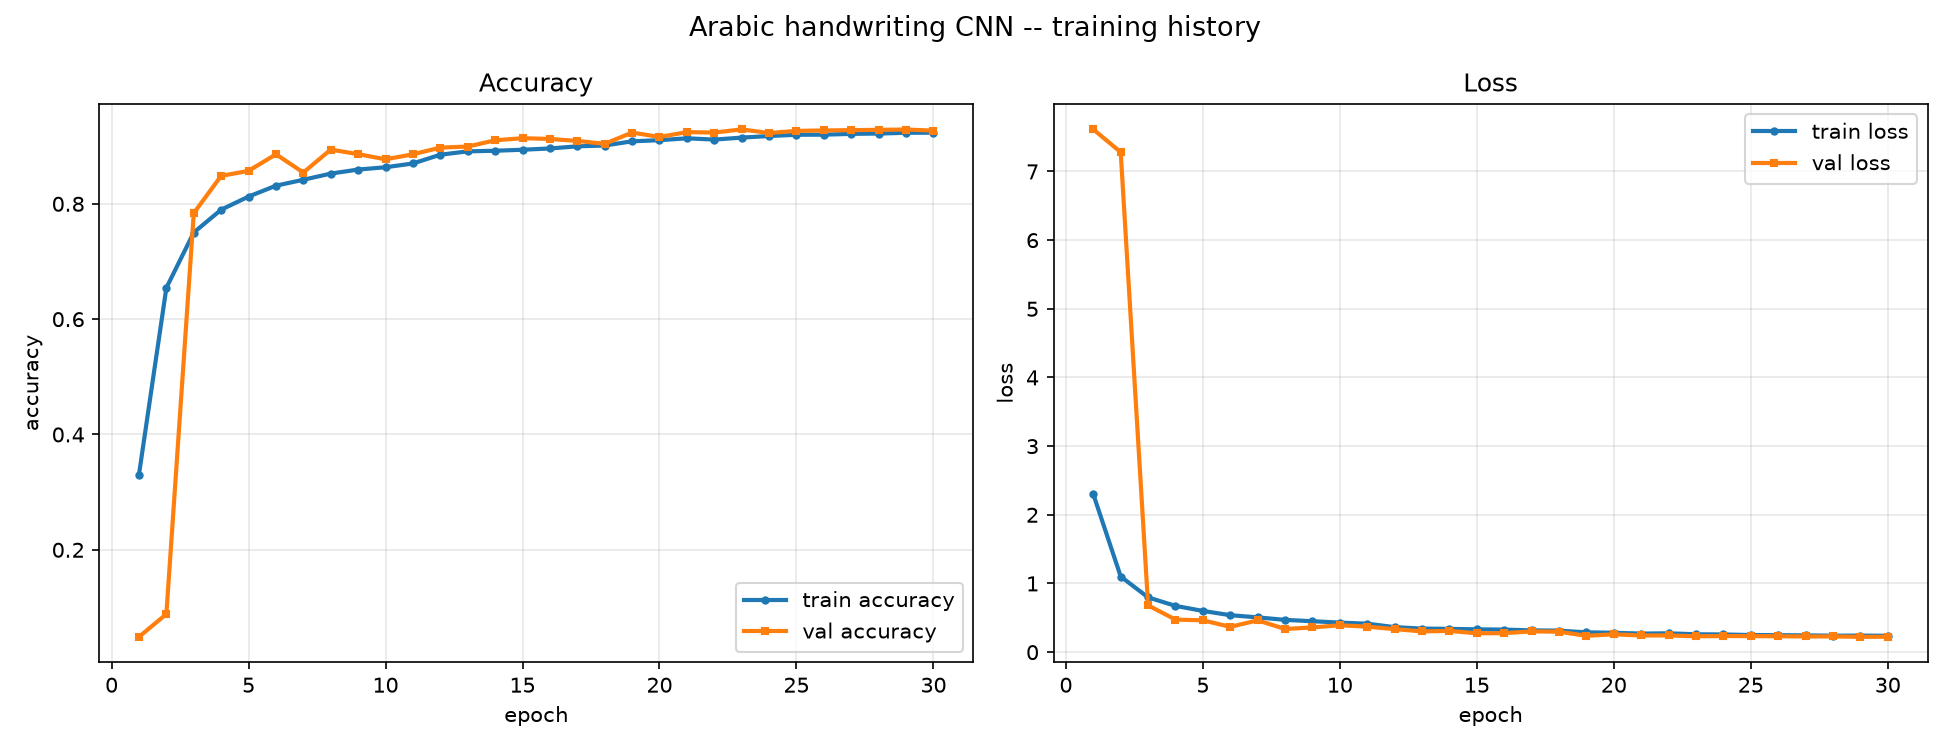 Arabic handwriting CNN -- training history
Accuracy
accuracy
0.8
0.6
0.4
0.2
0 5 10 15 20 25 30
epoch
train accuracy
val accuracy
Loss
loss
7
6
5
4
3
2
1
0
0 5 10 15 20 25 30
epoch
train loss
val loss